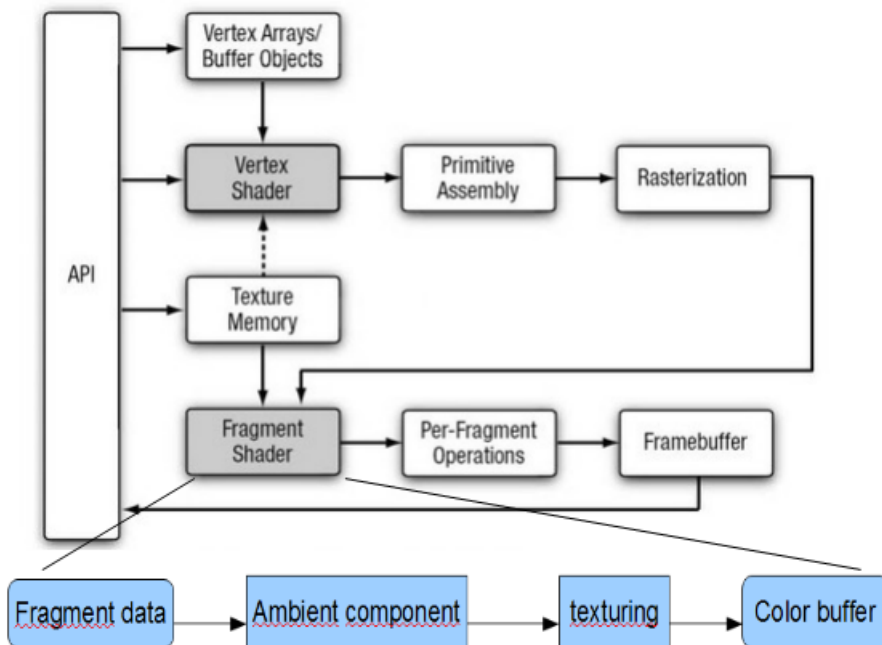 Vertex Arrays/
Buffer Objects
Vertex
Shader
Primitive
Assembly
Rasterization
API
Texture
Memory
Fragment
Shader
Per-Fragment
Operations
Framebuffer
Fragment data
Ambient component
texturing
Color buffer